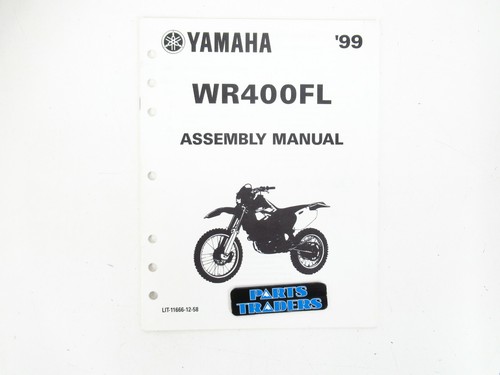 YAMAHA '99
WR400FL
ASSEMBLY MANUAL
LIT-11666-12-58
PARTS
TRADERS